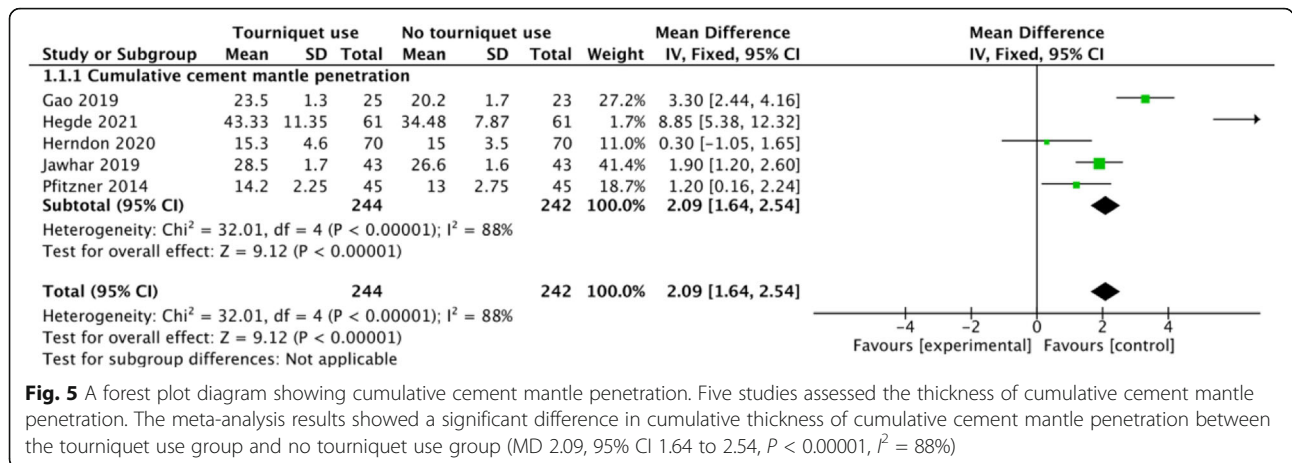 Tourniquet use No tourniquet use Mean Difference Mean Difference
Study or Subgroup Mean SD Total Mean SD Total Weight IV, Fixed, 95% CI IV, Fixed, 95% CI
1.1.1 Cumulative cement mantle penetration
Gao 2019 23.5 1.3 25 20.2 1.7 23 27.2% 3.30 [2.44, 4.16]
Hegde 2021 43.33 11.35 61 34.48 7.87 61 1.7% 8.85 [5.38, 12.32]
Herndon 2020 15.3 4.6 70 15 3.5 70 11.0% 0.30 [−1.05, 1.65]
Jawhar 2019 28.5 1.7 43 26.6 1.6 43 41.4% 1.90 [1.20, 2.60]
Pfitzner 2014 14.2 2.25 45 13 2.75 45 18.7% 1.20 [0.16, 2.24]
Subtotal (95% CI) 244 242 100.0% 2.09 [1.64, 2.54]
Heterogeneity: Chi² = 32.01, df = 4 (P < 0.00001); I² = 88%
Test for overall effect: Z = 9.12 (P < 0.00001)
Total (95% CI) 244 242 100.0% 2.09 [1.64, 2.54]
Heterogeneity: Chi² = 32.01, df = 4 (P < 0.00001); I² = 88%
Test for overall effect: Z = 9.12 (P < 0.00001)
Test for subgroup differences: Not applicable
−4 −2 0 2 4
Favours [experimental] Favours [control]
Fig. 5 A forest plot diagram showing cumulative cement mantle penetration. Five studies assessed the thickness of cumulative cement mantle
penetration. The meta-analysis results showed a significant difference in cumulative thickness of cumulative cement mantle penetration between
the tourniquet use group and no tourniquet use group (MD 2.09, 95% CI 1.64 to 2.54, P < 0.00001, I² = 88%)